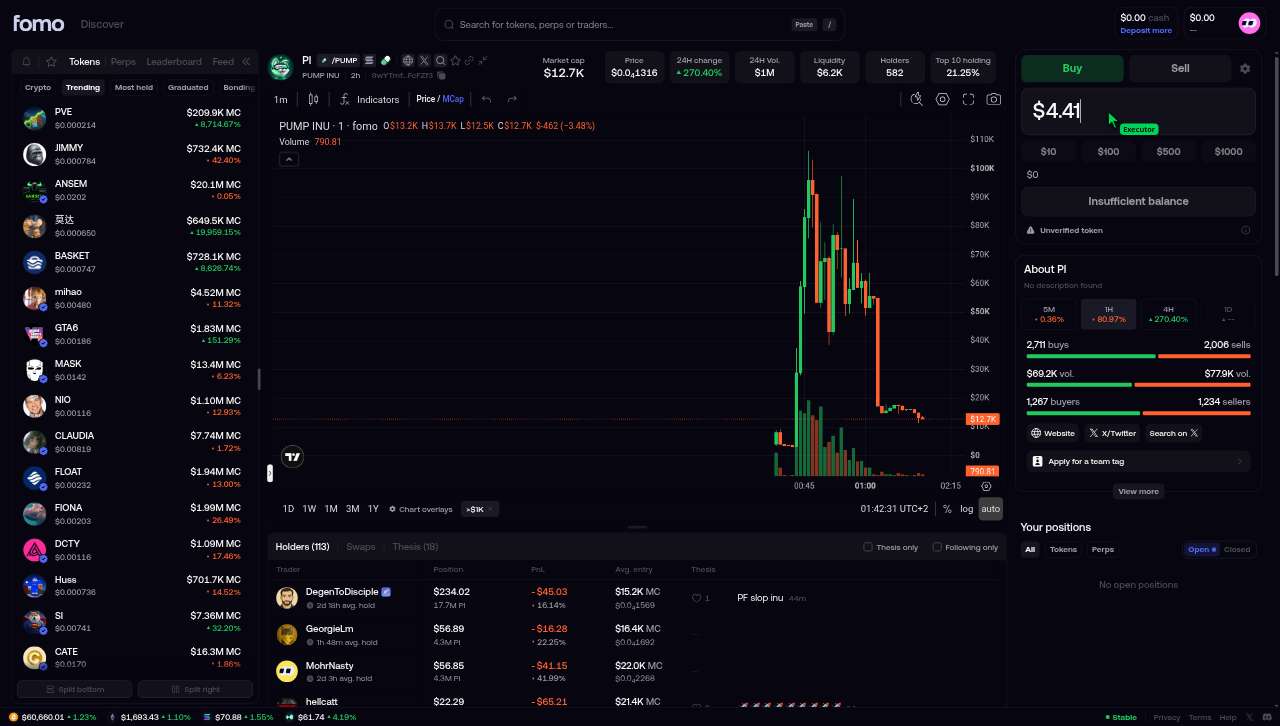 fomo
Discover
Search for tokens, perps or traders...
Paste
/
$0.00 cash
Deposit more
$0.00
—
Tokens
Perps
Leaderboard
Feed
Crypto
Trending
Most held
Graduated
Bonding
PVE
$0.000214
$209.9K MC
8,714.67%
JIMMY
$0.000784
$732.4K MC
42.40%
ANSEM
$0.0202
$20.1M MC
0.05%
莫达
$0.000650
$649.5K MC
19,959.15%
BASKET
$0.000747
$728.1K MC
8,626.74%
mihao
$0.00480
$4.52M MC
11.32%
GTA6
$0.00186
$1.83M MC
151.29%
MASK
$0.0142
$13.4M MC
6.23%
NIO
$0.00116
$1.10M MC
12.93%
CLAUDIA
$0.00819
$7.74M MC
1.72%
FLOAT
$0.00232
$1.94M MC
13.00%
FIONA
$0.00203
$1.99M MC
26.49%
DCTY
$0.00116
$1.09M MC
17.46%
Huss
$0.000736
$701.7K MC
14.52%
SI
$0.00741
$7.36M MC
32.20%
CATE
$0.0170
$16.3M MC
1.86%
Split bottom
Split right
PI
/PUMP
PUMP INU
2h
Market cap
$12.7K
Price
$0.0₄1316
24H change
270.40%
24H Vol.
$1M
Liquidity
$6.2K
Holders
582
Top 10 holding
21.25%
1m
Indicators
Price / MCap
PUMP INU · 1 · fomo O$13.2K H$13.7K L$12.5K C$12.7K $-462 (−3.48%)
Volume 790.81
$110K
$100K
$90K
$80K
$70K
$60K
$50K
$40K
$30K
$20K
$12.7K
$10K
$0
790.81
00:45
01:00
02:15
1D
1W
1M
3M
1Y
Chart overlays
>$1K
01:42:31 UTC+2
%
log
auto
Holders (113)
Swaps
Thesis (18)
Thesis only
Following only
Trader
Position
PnL
Avg. entry
Thesis
DegenToDisciple
2d 18h avg. hold
$234.02
17.7M PI
-$45.03
16.14%
$15.2K MC
$0.0₄1569
1
PF slop inu 44m
GeorgieLm
1h 48m avg. hold
$56.89
4.3M PI
-$16.28
22.25%
$16.4K MC
$0.0₄1692
MohrNasty
2d 3h avg. hold
$56.85
4.3M PI
-$41.15
41.99%
$22.0K MC
$0.0₄2268
hellcatt
$22.29
-$65.21
$21.4K MC
Buy
Sell
$4.41
Executor
$10
$100
$500
$1000
$0
Insufficient balance
Unverified token
About PI
No description found
5M
0.36%
1H
80.97%
4H
270.40%
1D
--
2,711 buys
2,006 sells
$69.2K vol.
$77.9K vol.
1,267 buyers
1,234 sellers
Website
X/Twitter
Search on X
Apply for a team tag
View more
Your positions
All
Tokens
Perps
Open
Closed
No open positions
$60,660.01 1.23%
$1,693.43 1.10%
$70.88 1.55%
$61.74 4.19%
Stable
Privacy
Terms
Help